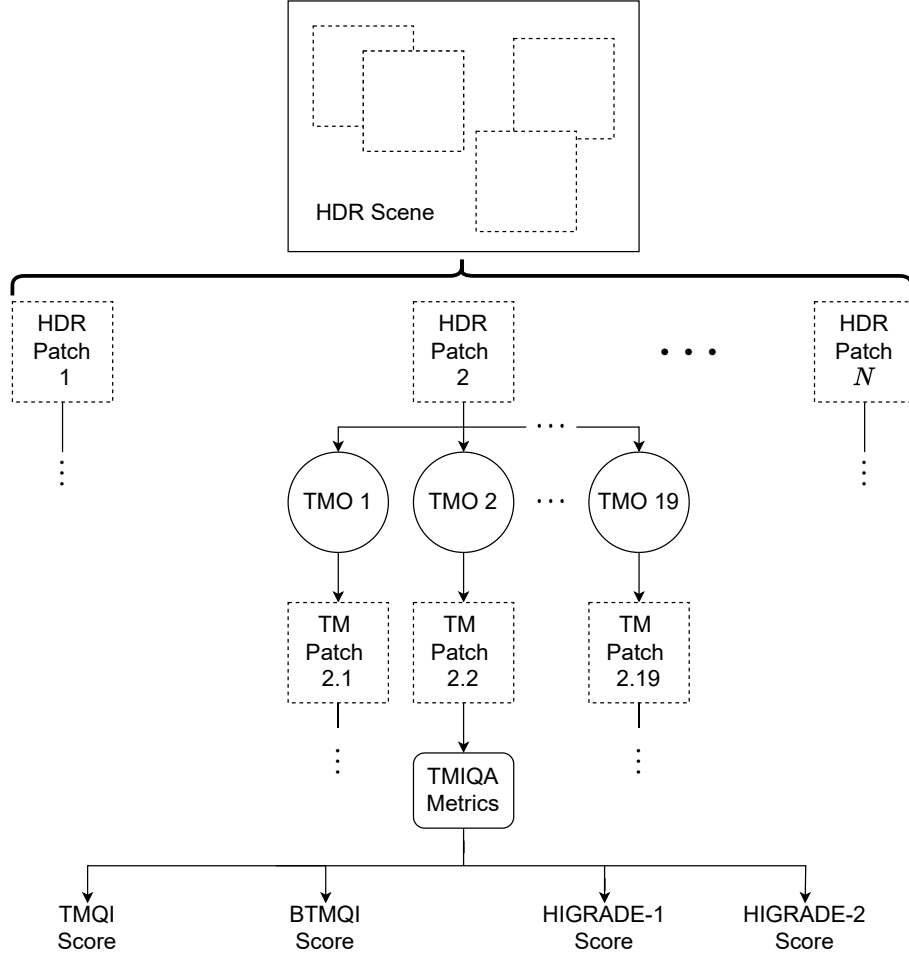 HDR Scene
HDR
Patch
1
HDR
Patch
2
• • •
HDR
Patch
N
...
TMO 1
TMO 2
...
TMO 19
TM
Patch
2.1
TM
Patch
2.2
TM
Patch
2.19
TMIQA
Metrics
TMQI
Score
BTMQI
Score
HIGRADE-1
Score
HIGRADE-2
Score